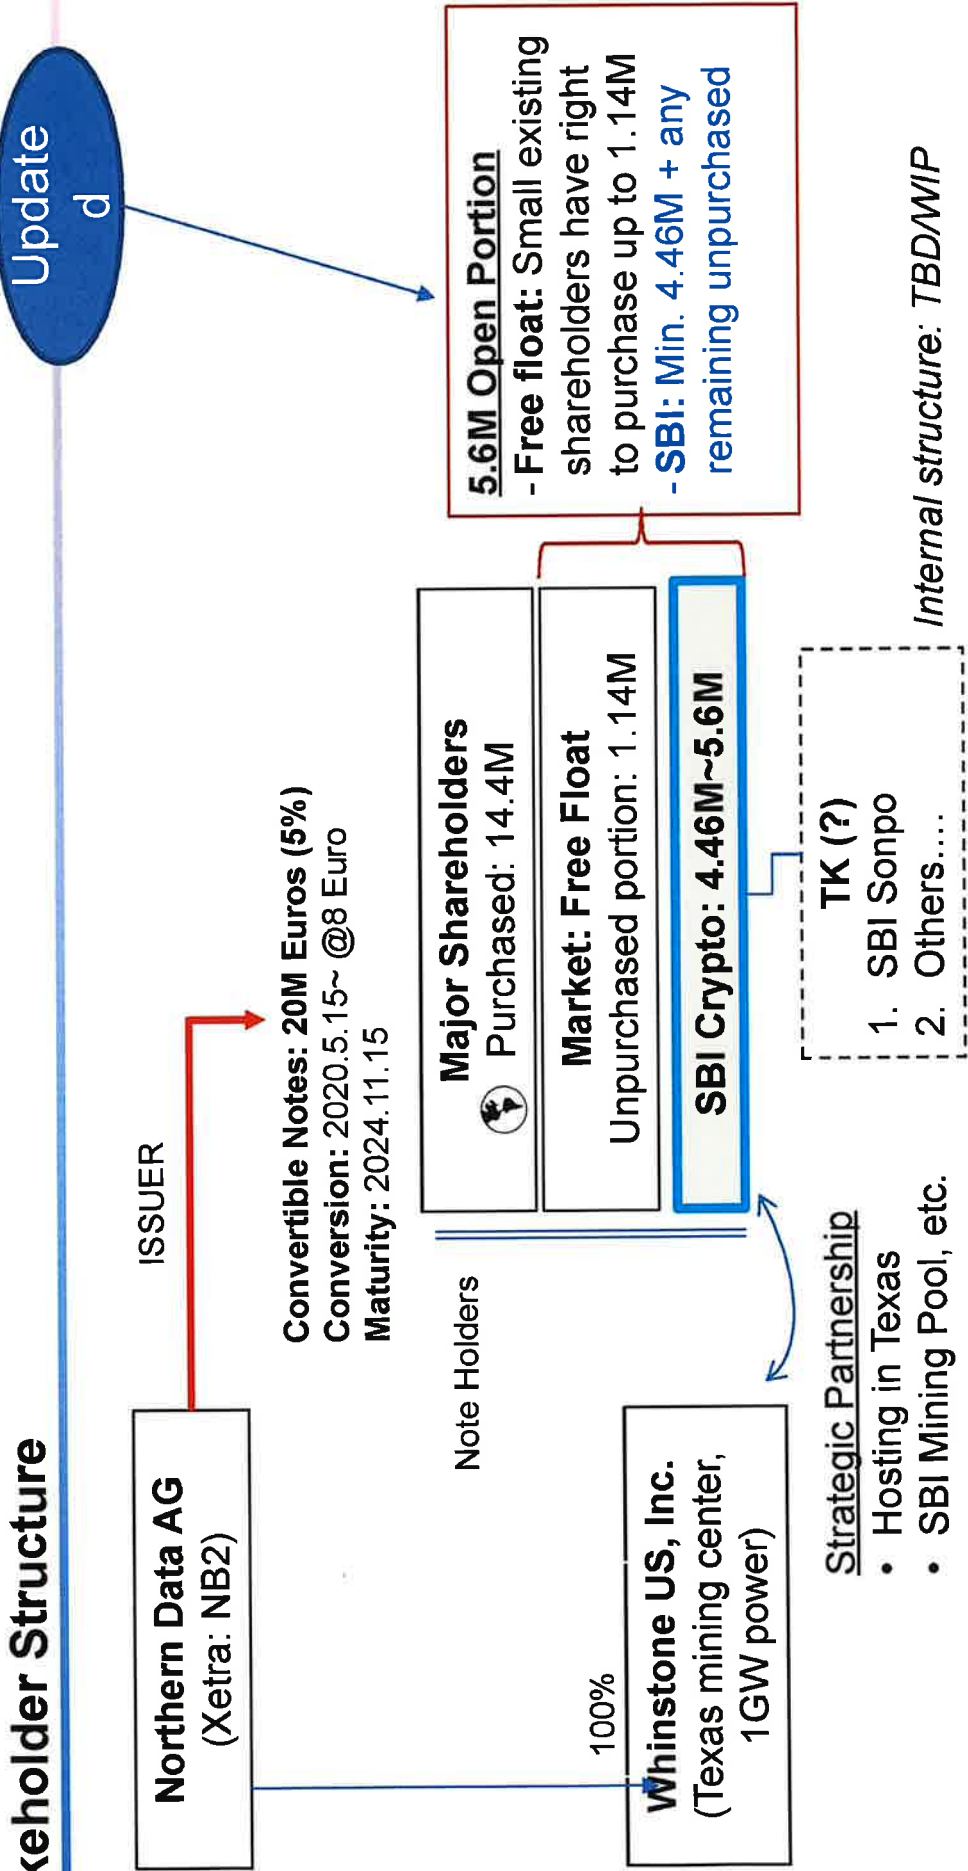 keholder Structure
Update
d
Northern Data AG
(Xetra: NB2)
ISSUER
Convertible Notes: 20M Euros (5%)
Conversion: 2020.5.15~ @8 Euro
Maturity: 2024.11.15
Note Holders
Major Shareholders
Purchased: 14.4M
Market: Free Float
Unpurchased portion: 1.14M
SBI Crypto: 4.46M~5.6M
5.6M Open Portion
- Free float: Small existing
shareholders have right
to purchase up to 1.14M
- SBI: Min. 4.46M + any
remaining unpurchased
100%
Whinstone US, Inc.
(Texas mining center,
1GW power)
Strategic Partnership
• Hosting in Texas
• SBI Mining Pool, etc.
TK (?)
1. SBI Sonpo
2. Others....
Internal structure: TBD/WIP